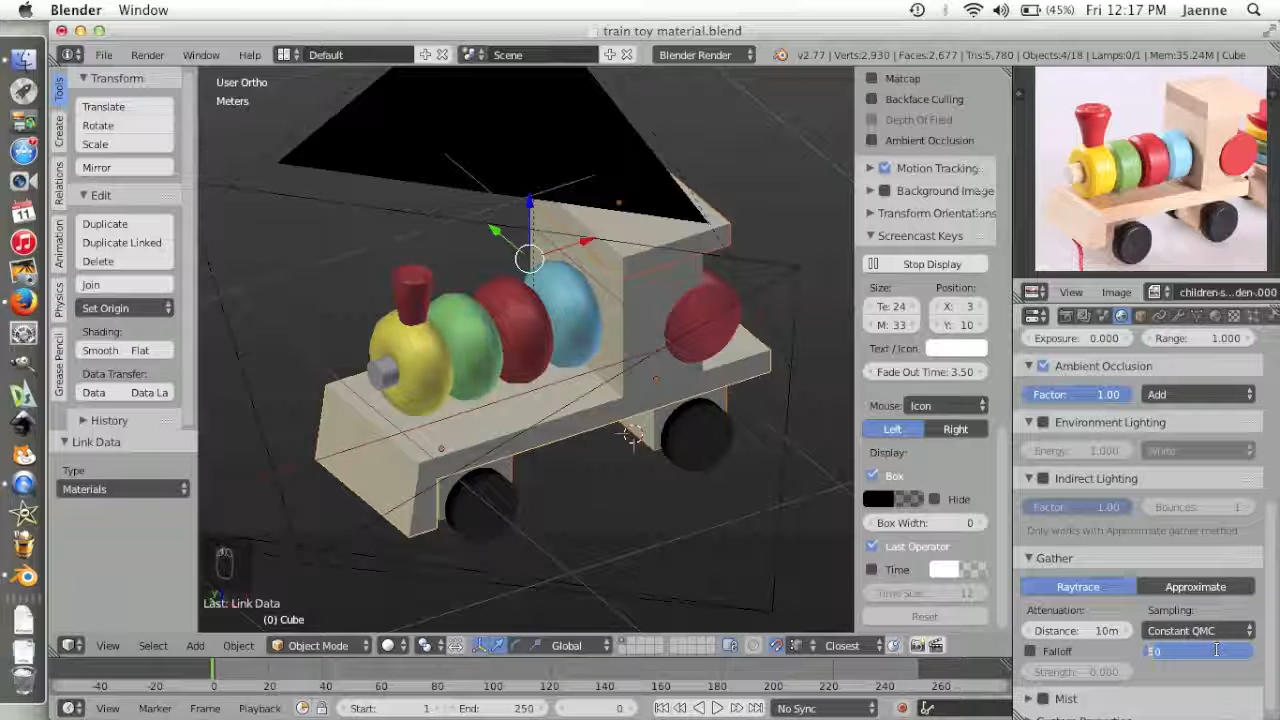 Blender Window (45%) Fri 12:17 PM Jaenne
train toy material.blend
File Render Window Help Default Scene Blender Render v2.77 | Verts:2,930 | Faces:2,677 | Tris:5,780 | Objects:4/18 | Lamps:0/1 | Mem:35.24M | Cube
Tools
Create
Relations
Animation
Physics
Grease Pencil
Transform
Translate
Rotate
Scale
Mirror
Edit
Duplicate
Duplicate Linked
Delete
Join
Set Origin
Shading:
Smooth Flat
Data Transfer:
Data Data La
History
Link Data
Type
Materials
User Ortho
Meters
Last: Link Data
(0) Cube
Matcap
Backface Culling
Depth Of Field
Ambient Occlusion
Motion Tracking
Background Image
Transform Orientations
Screencast Keys
Stop Display
Size: Position:
Te: 24 X: 3
M: 33 Y: 10
Text / Icon
Fade Out Time: 3.50
Mouse: Icon
Left Right
Display:
Box
Hide
Box Width: 0
Last Operator
Time
Time Size: 12
Reset
View Image children-s...den-000
Exposure: 0.000 Range: 1.000
Ambient Occlusion
Factor: 1.00 Add
Environment Lighting
Energy: 1.000 White
Indirect Lighting
Factor: 1.00 Bounces: 1
Only works with Approximate gather method
Gather
Raytrace Approximate
Attenuation: Sampling:
Distance: 10m Constant QMC
Falloff
Strength: 0.000
Mist
View Select Add Object Object Mode Global Closest
-40 -20 0 20 40 60 80 100 120 140 160 180 200 220 240 260
View Marker Frame Playback Start: 1 End: 250 0 No Sync